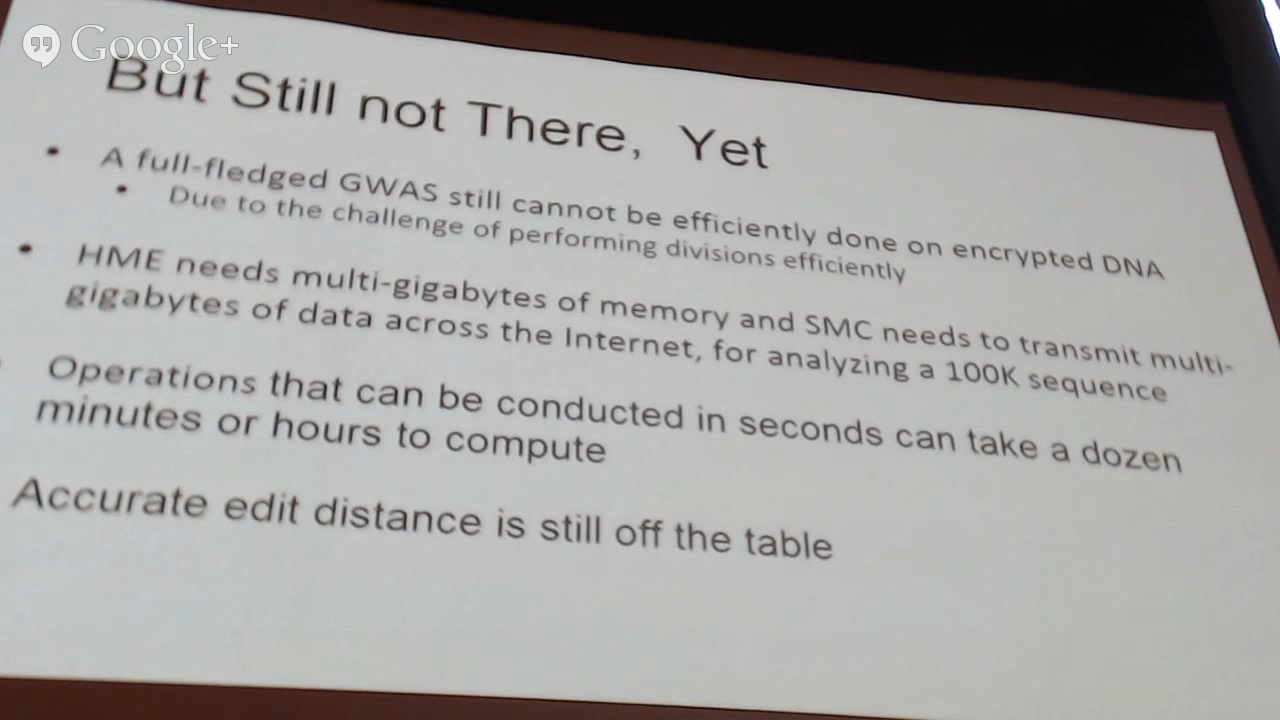 Google+
But Still not There, Yet
• A full-fledged GWAS still cannot be efficiently done on encrypted DNA
• Due to the challenge of performing divisions efficiently
• HME needs multi-gigabytes of memory and SMC needs to transmit multi-
gigabytes of data across the Internet, for analyzing a 100K sequence
Operations that can be conducted in seconds can take a dozen
minutes or hours to compute
Accurate edit distance is still off the table